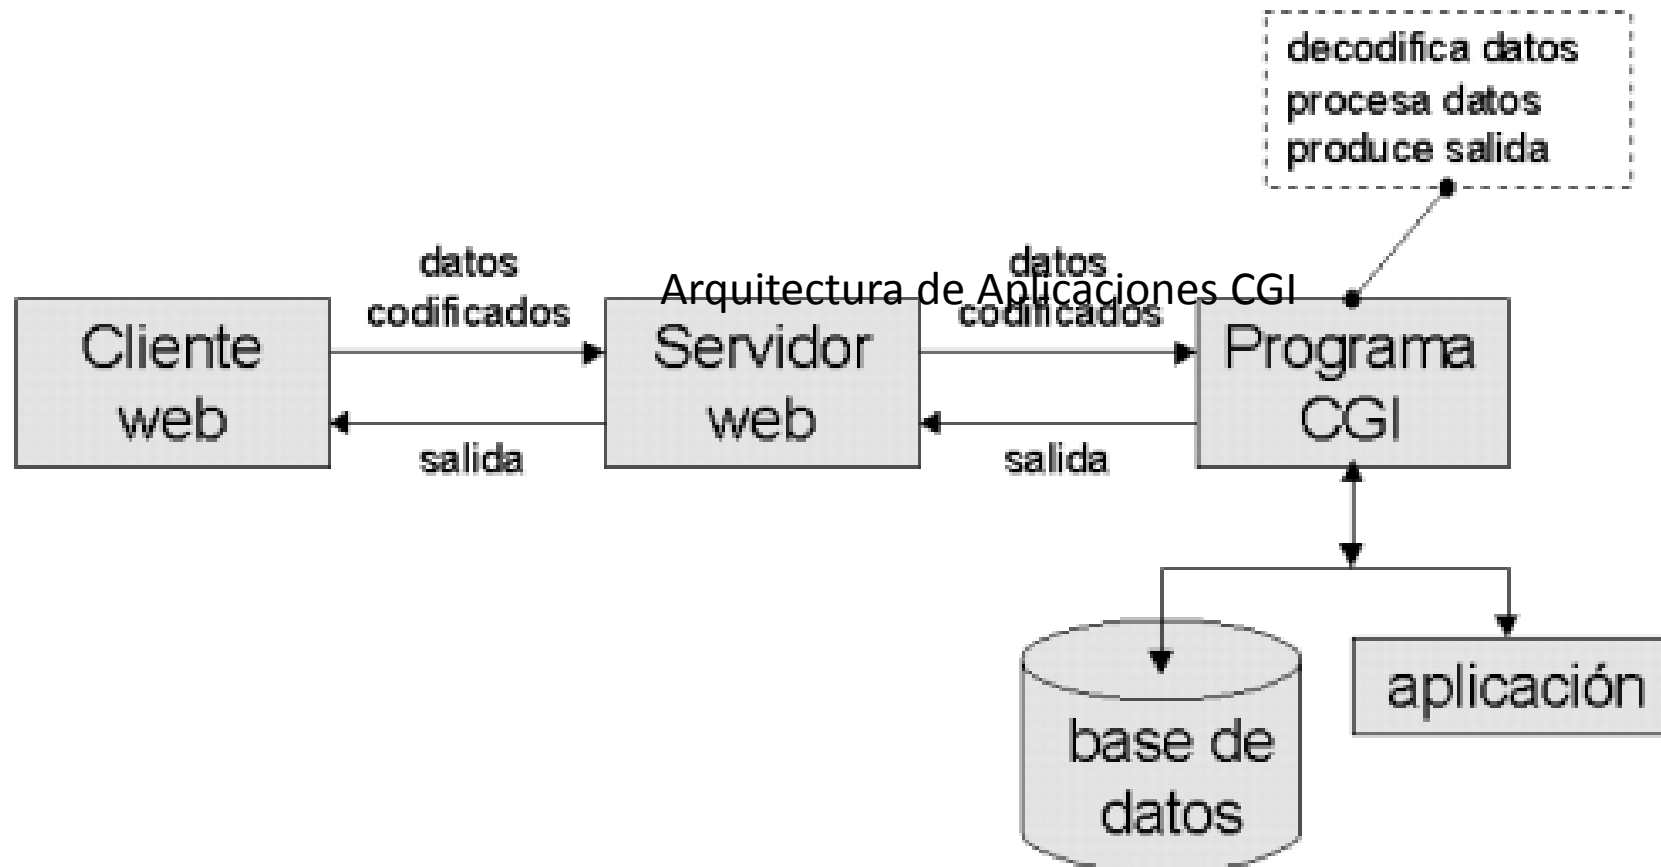 decodifica datos
procesa datos
produce salida
datos
codificados
datos
codificados
Arquitectura de Aplicaciones CGI
Cliente
web
Servidor
web
Programa
CGI
salida
salida
base de
datos
aplicación